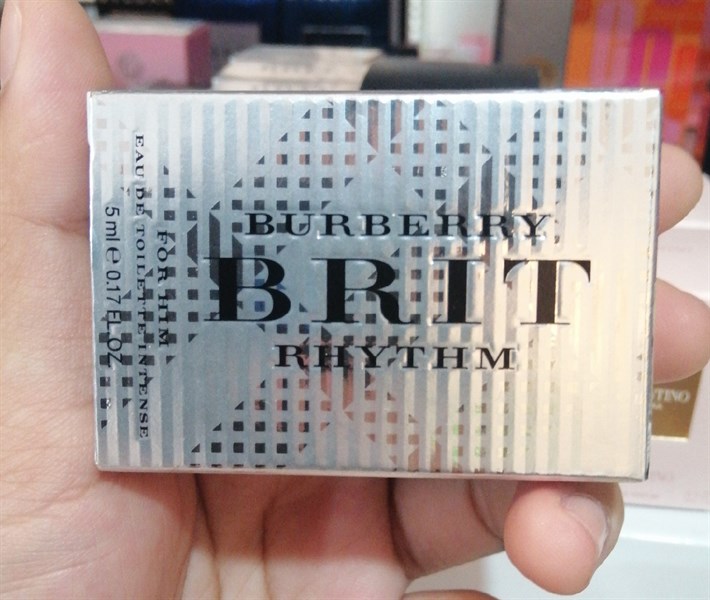 BURBERRY
BRIT
RHYTHM
FOR HIM
EAU DE TOILETTE INTENSE
5 ml e 0.17 FL. OZ.